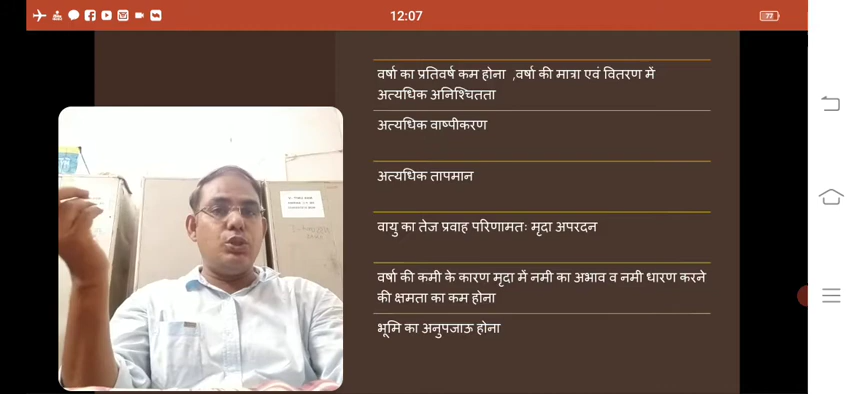 12:07
77
वर्षा का प्रतिवर्ष कम होना ,वर्षा की मात्रा एवं वितरण में
अत्यधिक अनिश्चितता
अत्यधिक वाष्पीकरण
अत्यधिक तापमान
वायु का तेज प्रवाह परिणामतः मृदा अपरदन
वर्षा की कमी के कारण मृदा में नमी का अभाव व नमी धारण करने
की क्षमता का कम होना
भूमि का अनुपजाऊ होना